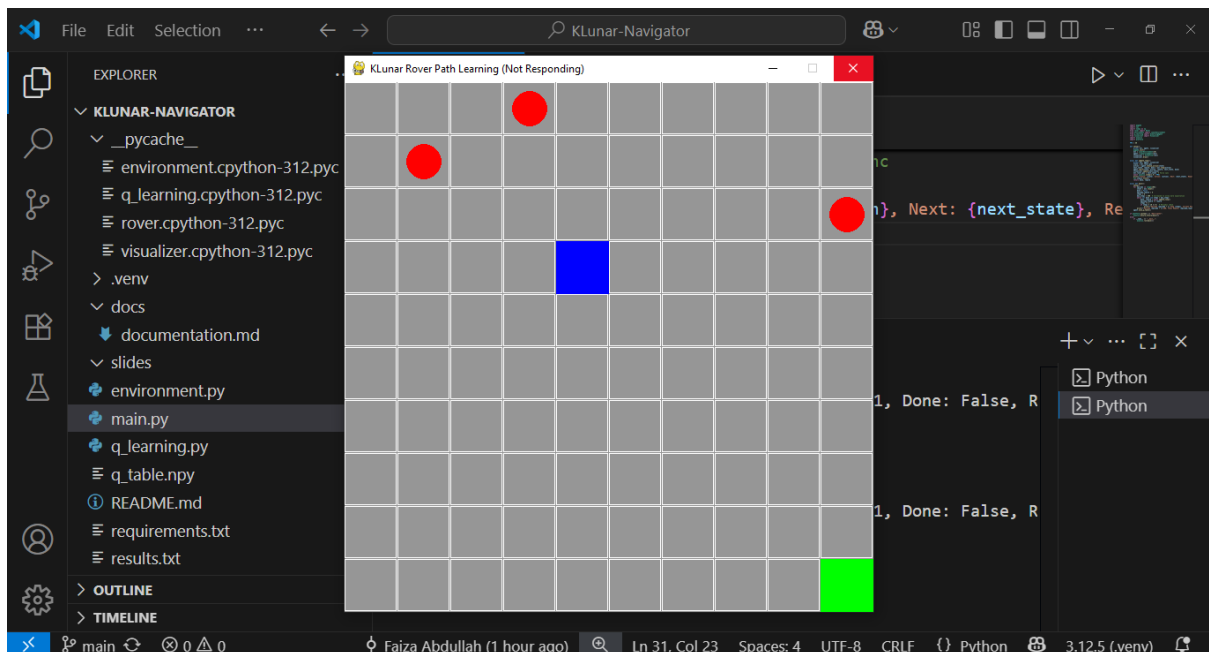 File Edit Selection ··· KLunar-Navigator
EXPLORER
KLunar Rover Path Learning (Not Responding)
KLUNAR-NAVIGATOR
__pycache__
environment.cpython-312.pyc
q_learning.cpython-312.pyc
rover.cpython-312.pyc
visualizer.cpython-312.pyc
.venv
docs
documentation.md
slides
environment.py
main.py
q_learning.py
q_table.npy
README.md
requirements.txt
results.txt
OUTLINE
TIMELINE
nc
n}, Next: {next_state}, Re
Python
Python
1, Done: False, R
1, Done: False, R
main 0 0 Faiza Abdullah (1 hour ago) Ln 31, Col 23 Spaces: 4 UTF-8 CRLF {} Python 3.12.5 (.venv)